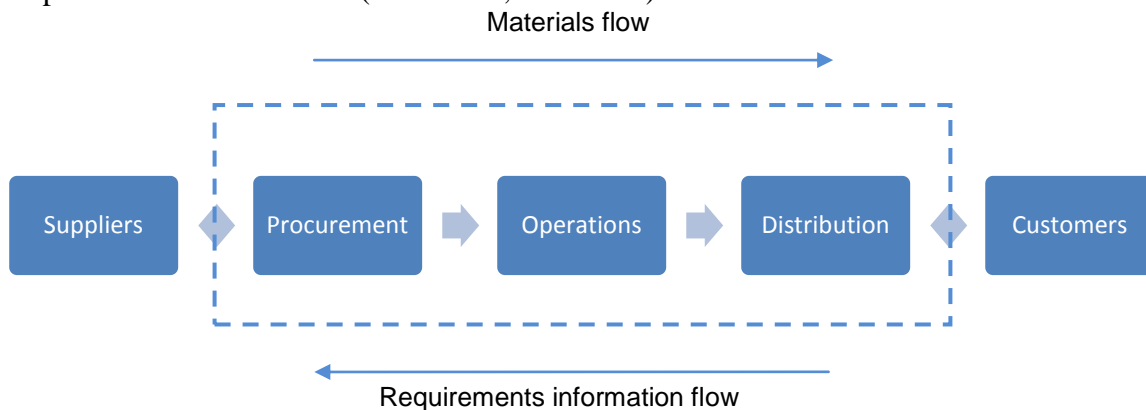 Materials flow
Suppliers
Procurement
Operations
Distribution
Customers
Requirements information flow